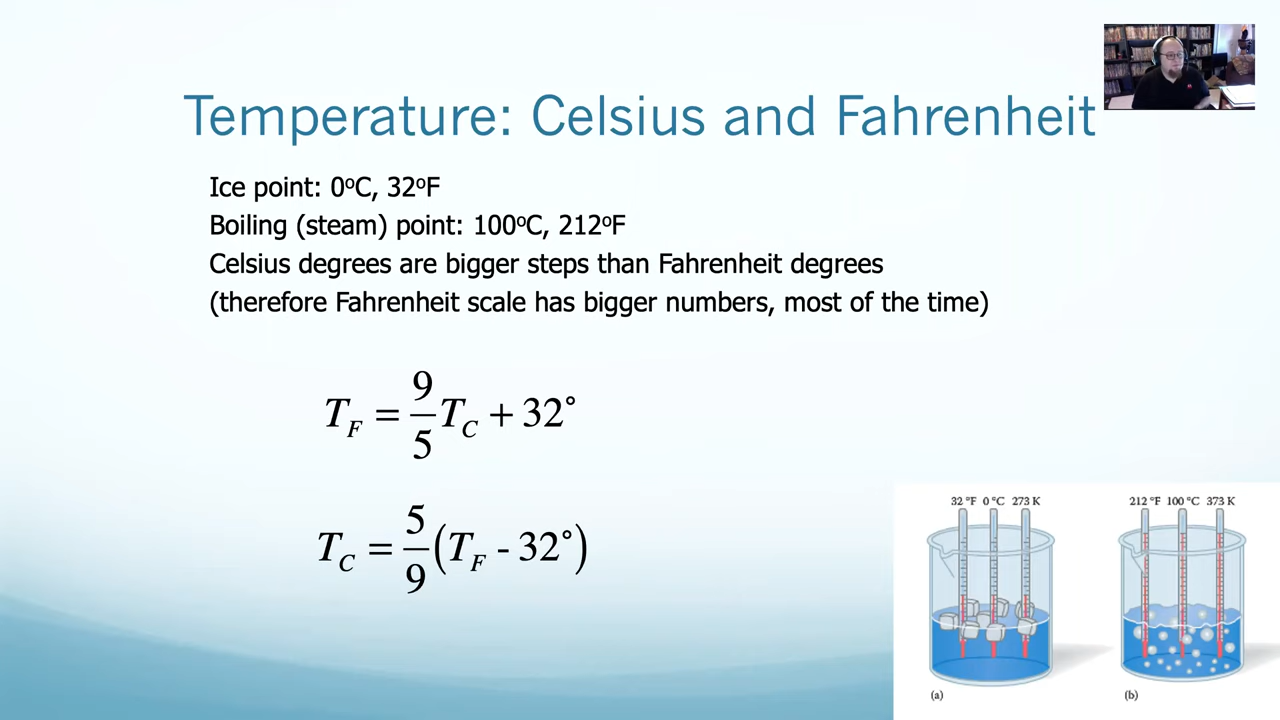 Temperature: Celsius and Fahrenheit
Ice point: 0°C, 32°F
Boiling (steam) point: 100°C, 212°F
Celsius degrees are bigger steps than Fahrenheit degrees
(therefore Fahrenheit scale has bigger numbers, most of the time)
T_F = 9/5 T_C + 32°
T_C = 5/9 (T_F - 32°)
32 °F 0 °C 273 K
212 °F 100 °C 373 K
(a)
(b)